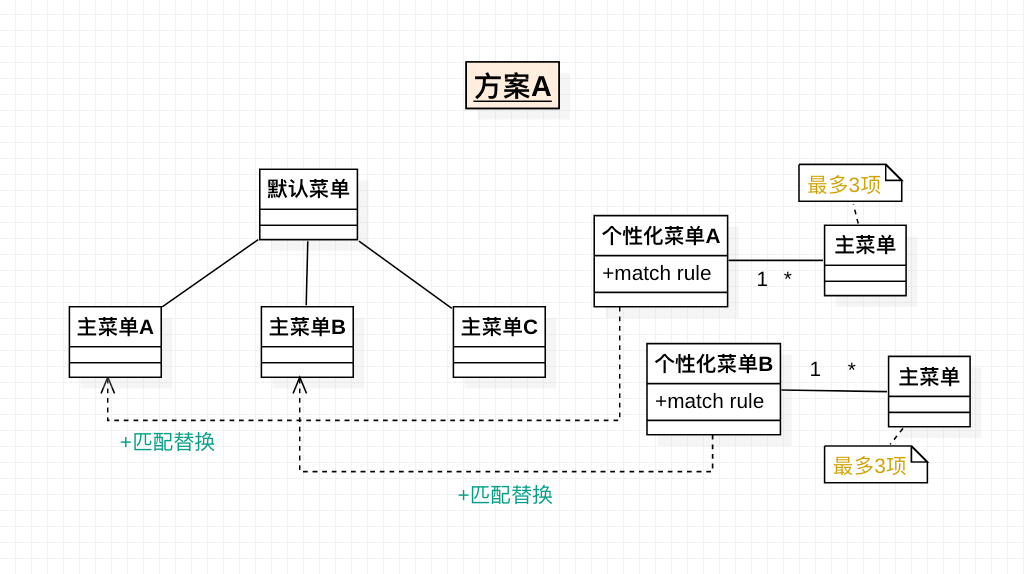 方案A
默认菜单
最多3项
个性化菜单A
+match rule
1 *
主菜单
主菜单A
主菜单B
主菜单C
个性化菜单B
+match rule
1 *
主菜单
+匹配替换
最多3项
+匹配替换